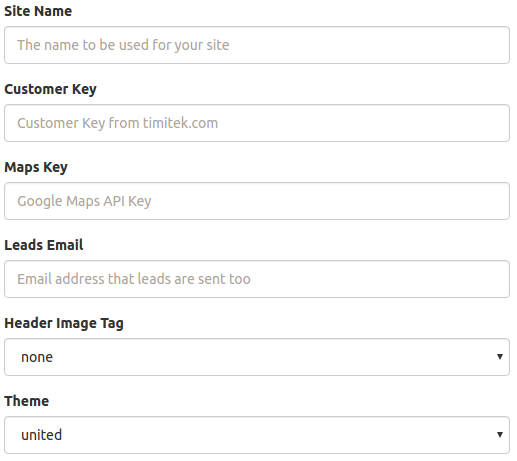 Site Name
The name to be used for your site
Customer Key
Customer Key from timitek.com
Maps Key
Google Maps API Key
Leads Email
Email address that leads are sent too
Header Image Tag
none
Theme
united